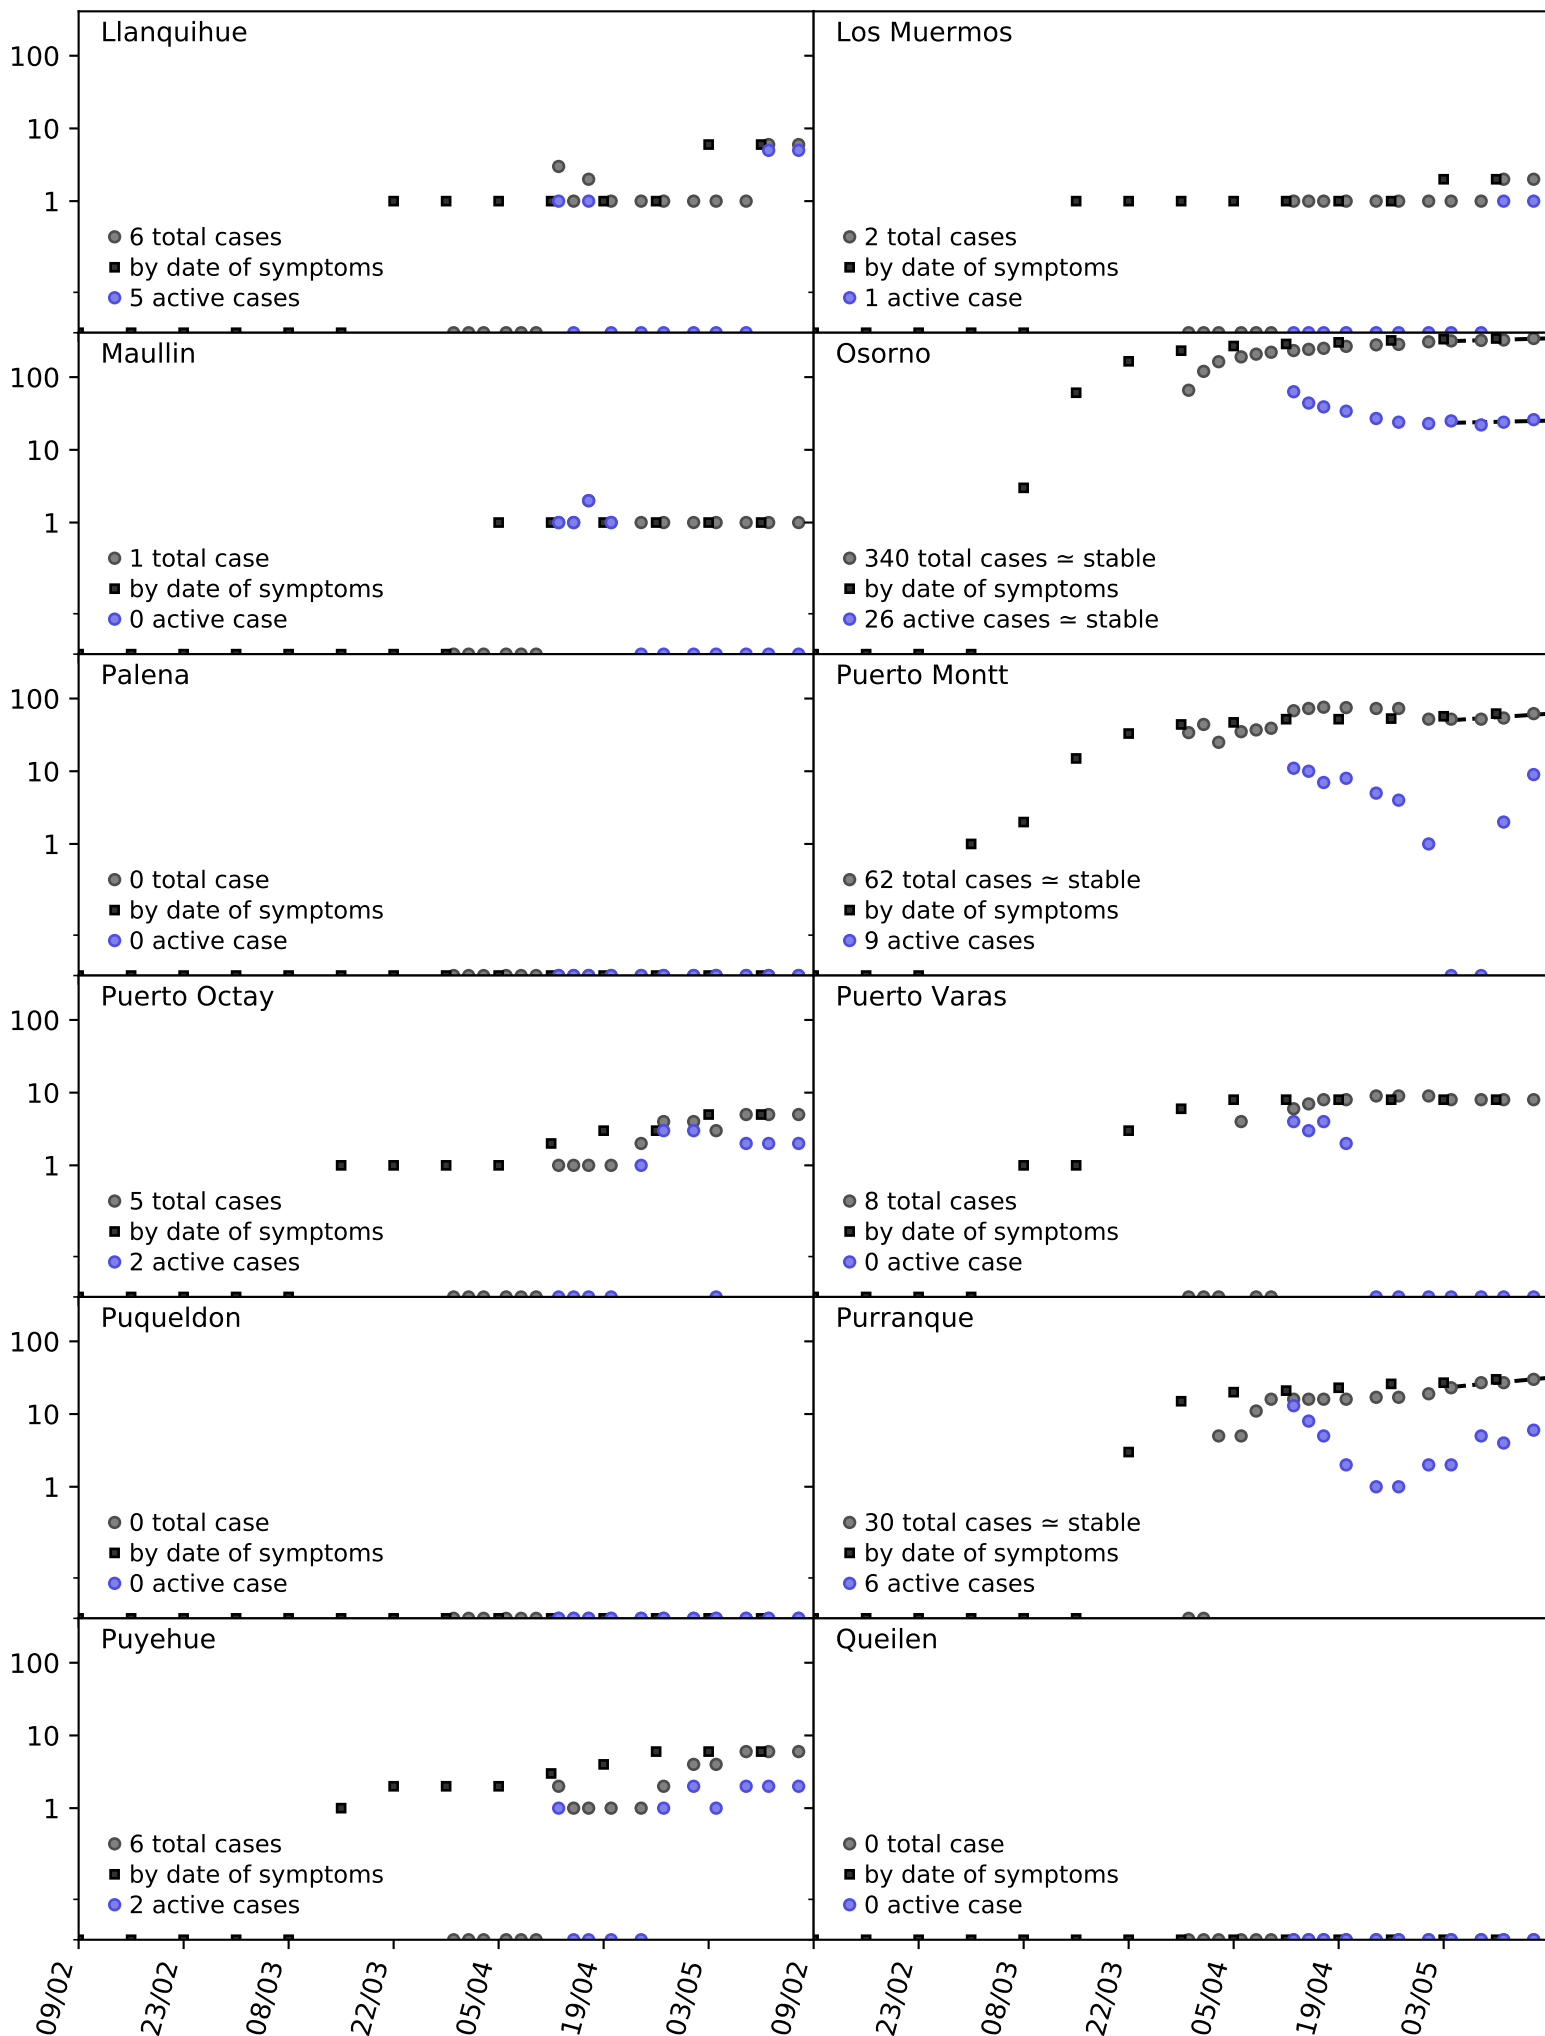 Llanquihue
Los Muermos
100
10
1
6 total cases
by date of symptoms
5 active cases
2 total cases
by date of symptoms
1 active case
Maullin
Osorno
100
10
1
1 total case
by date of symptoms
0 active case
340 total cases ≃ stable
by date of symptoms
26 active cases ≃ stable
Palena
Puerto Montt
100
10
1
0 total case
by date of symptoms
0 active case
62 total cases ≃ stable
by date of symptoms
9 active cases
Puerto Octay
Puerto Varas
100
10
1
5 total cases
by date of symptoms
2 active cases
8 total cases
by date of symptoms
0 active case
Puqueldon
Purranque
100
10
1
0 total case
by date of symptoms
0 active case
30 total cases ≃ stable
by date of symptoms
6 active cases
Puyehue
Queilen
100
10
1
6 total cases
by date of symptoms
2 active cases
0 total case
by date of symptoms
0 active case
09/02
23/02
08/03
22/03
05/04
19/04
03/05
09/02
23/02
08/03
22/03
05/04
19/04
03/05